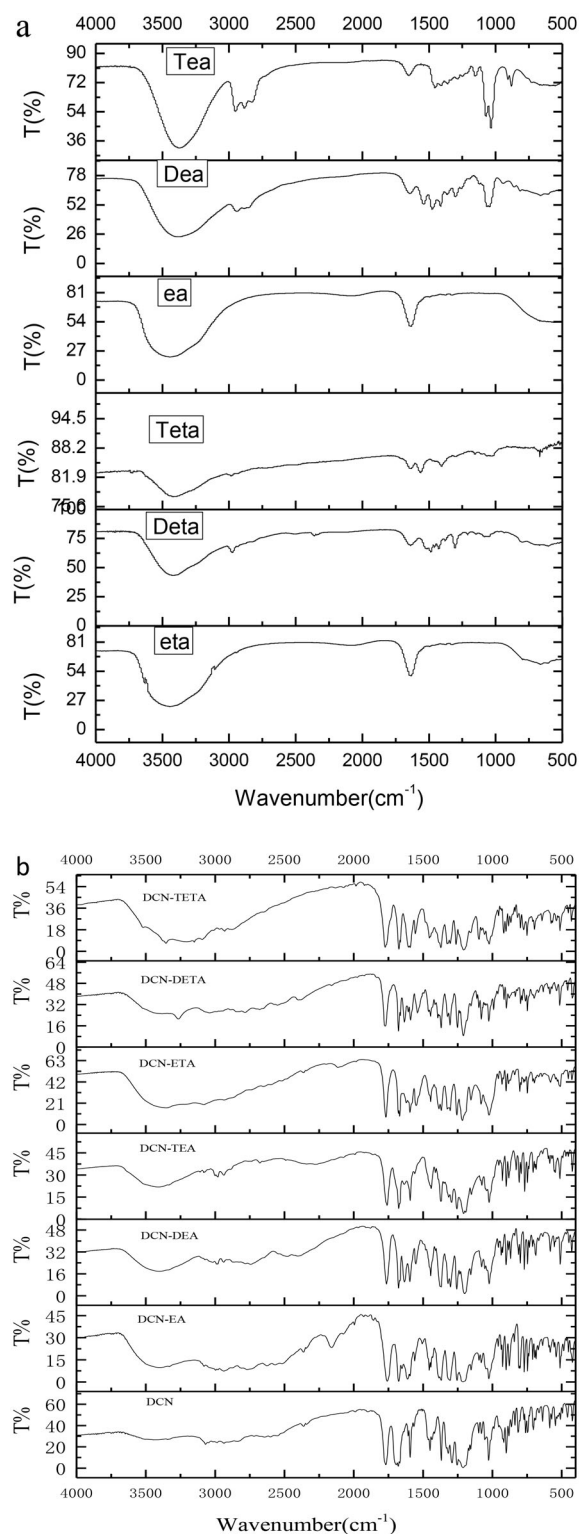 a
4000 3500 3000 2500 2000 1500 1000 500
90
72
54
36
T(%)
Tea
78
52
26
0
T(%)
Dea
81
54
27
0
T(%)
ea
94.5
88.2
81.9
T(%)
Teta
100
75
50
25
0
T(%)
Deta
81
54
27
0
T(%)
eta
4000 3500 3000 2500 2000 1500 1000 500
Wavenumber(cm⁻¹)
b
4000 3500 3000 2500 2000 1500 1000 500 400
54
36
18
0
T%
DCN-TETA
64
48
32
16
0
T%
DCN-DETA
63
42
21
0
T%
DCN-ETA
45
30
15
0
T%
DCN-TEA
48
32
16
0
T%
DCN-DEA
45
30
15
0
T%
DCN-EA
60
40
20
0
T%
DCN
4000 3500 3000 2500 2000 1500 1000 500 400
Wavenumber(cm⁻¹)